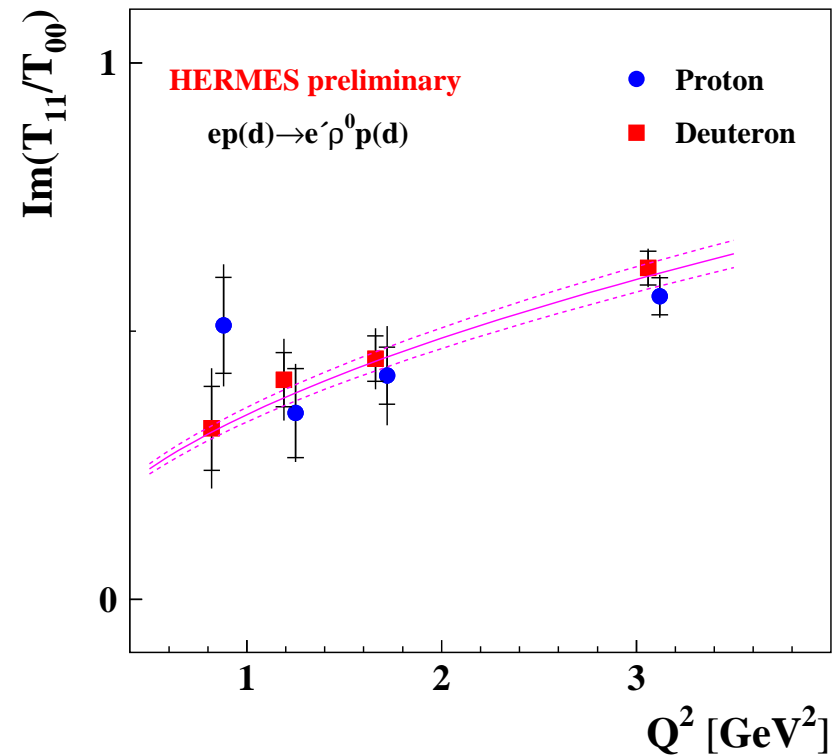 Im(T₁₁/T₀₀)
1
HERMES preliminary
Proton
ep(d)→e´ρ⁰p(d)
Deuteron
0
1 2 3
Q² [GeV²]